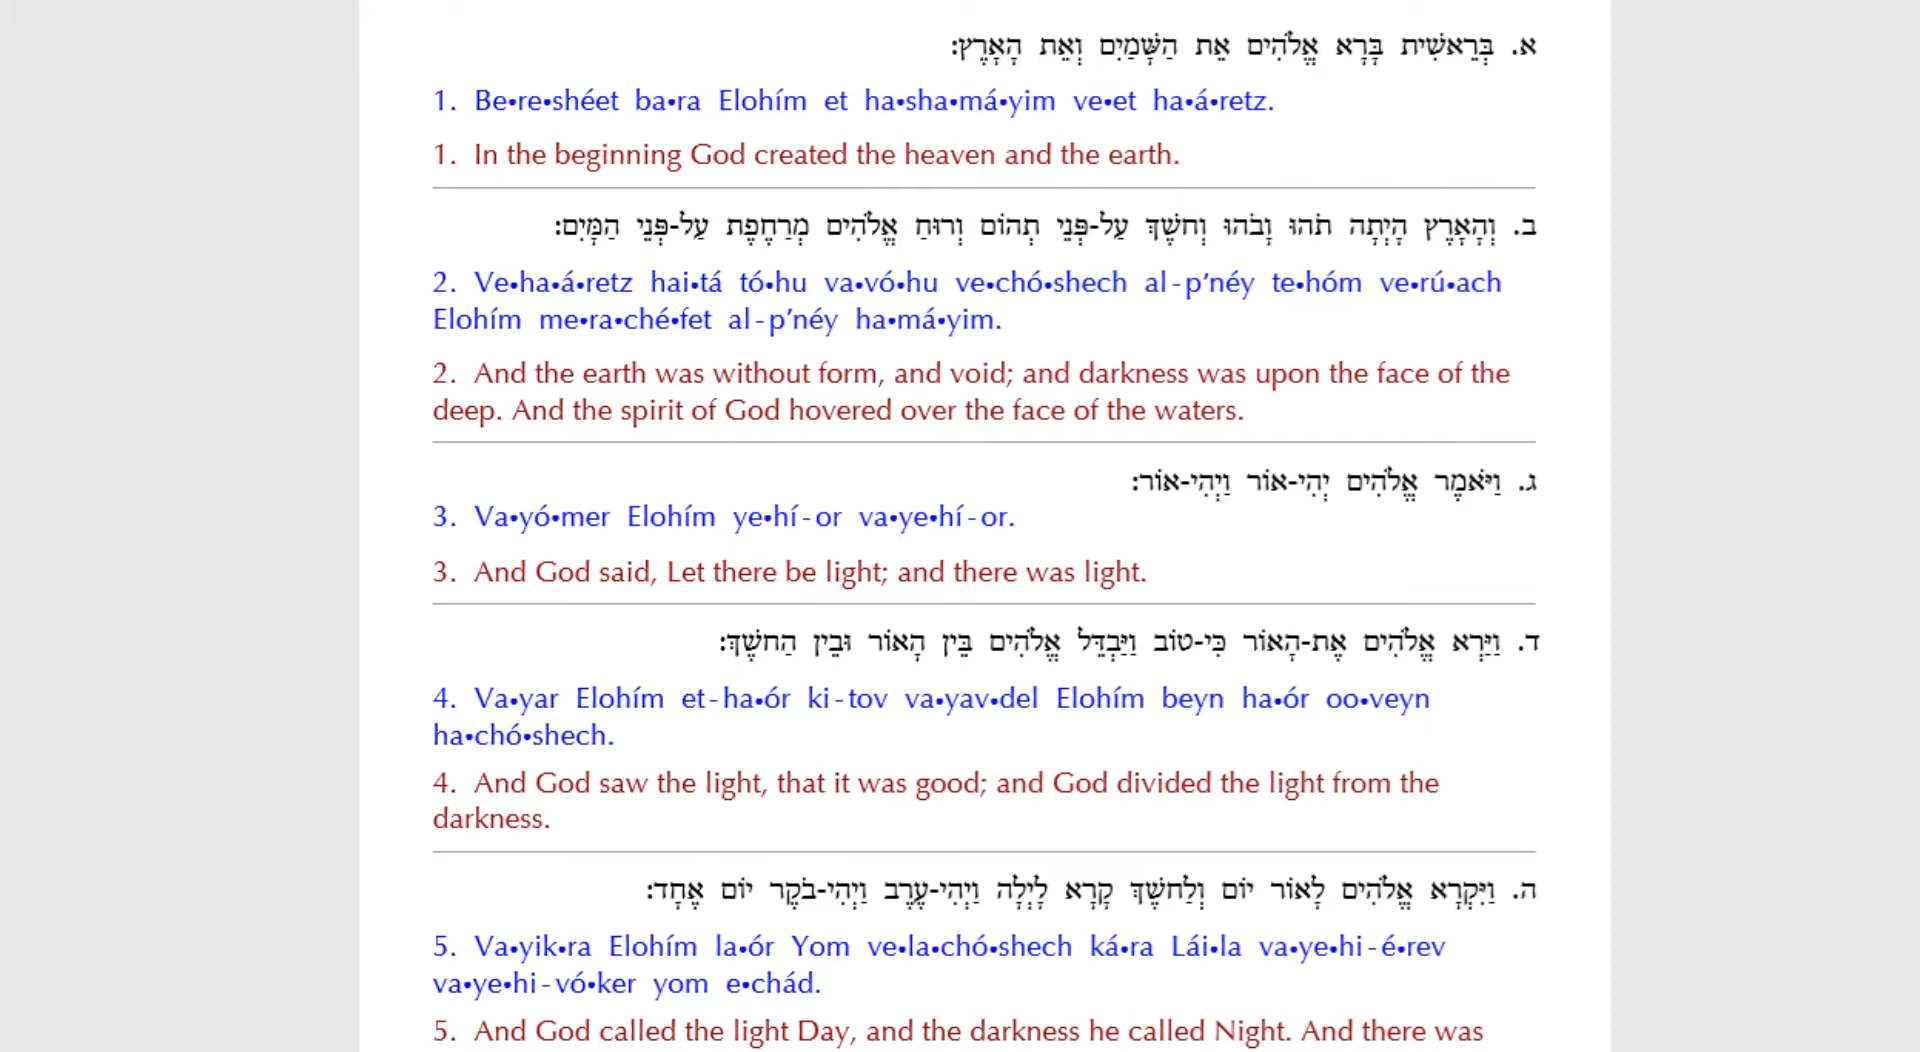 א. בְּרֵאשִׁית בָּרָא אֱלֹהִים אֵת הַשָּׁמַיִם וְאֵת הָאָרֶץ:
1. Be•re•shéet ba•ra Elohím et ha•sha•má•yim ve•et ha•á•retz.
1. In the beginning God created the heaven and the earth.
ב. וְהָאָרֶץ הָיְתָה תֹהוּ וָבֹהוּ וְחֹשֶׁךְ עַל-פְּנֵי תְהוֹם וְרוּחַ אֱלֹהִים מְרַחֶפֶת עַל-פְּנֵי הַמָּיִם:
2. Ve•ha•á•retz hai•tá tó•hu va•vó•hu ve•chó•shech al-p’néy te•hóm ve•rú•ach
Elohím me•ra•ché•fet al-p’néy ha•má•yim.
2. And the earth was without form, and void; and darkness was upon the face of the
deep. And the spirit of God hovered over the face of the waters.
ג. וַיֹּאמֶר אֱלֹהִים יְהִי-אוֹר וַיְהִי-אוֹר:
3. Va•yó•mer Elohím ye•hí-or va•ye•hí-or.
3. And God said, Let there be light; and there was light.
ד. וַיַּרְא אֱלֹהִים אֶת-הָאוֹר כִּי-טוֹב וַיַּבְדֵּל אֱלֹהִים בֵּין הָאוֹר וּבֵין הַחֹשֶׁךְ:
4. Va•yar Elohím et-ha•ór ki-tov va•yav•del Elohím beyn ha•ór oo•veyn
ha•chó•shech.
4. And God saw the light, that it was good; and God divided the light from the
darkness.
ה. וַיִּקְרָא אֱלֹהִים לָאוֹר יוֹם וְלַחֹשֶׁךְ קָרָא לָיְלָה וַיְהִי-עֶרֶב וַיְהִי-בֹקֶר יוֹם אֶחָד:
5. Va•yik•ra Elohím la•ór Yom ve•la•chó•shech ká•ra Lái•la va•ye•hi-é•rev
va•ye•hi-vó•ker yom e•chád.
5. And God called the light Day, and the darkness he called Night. And there was